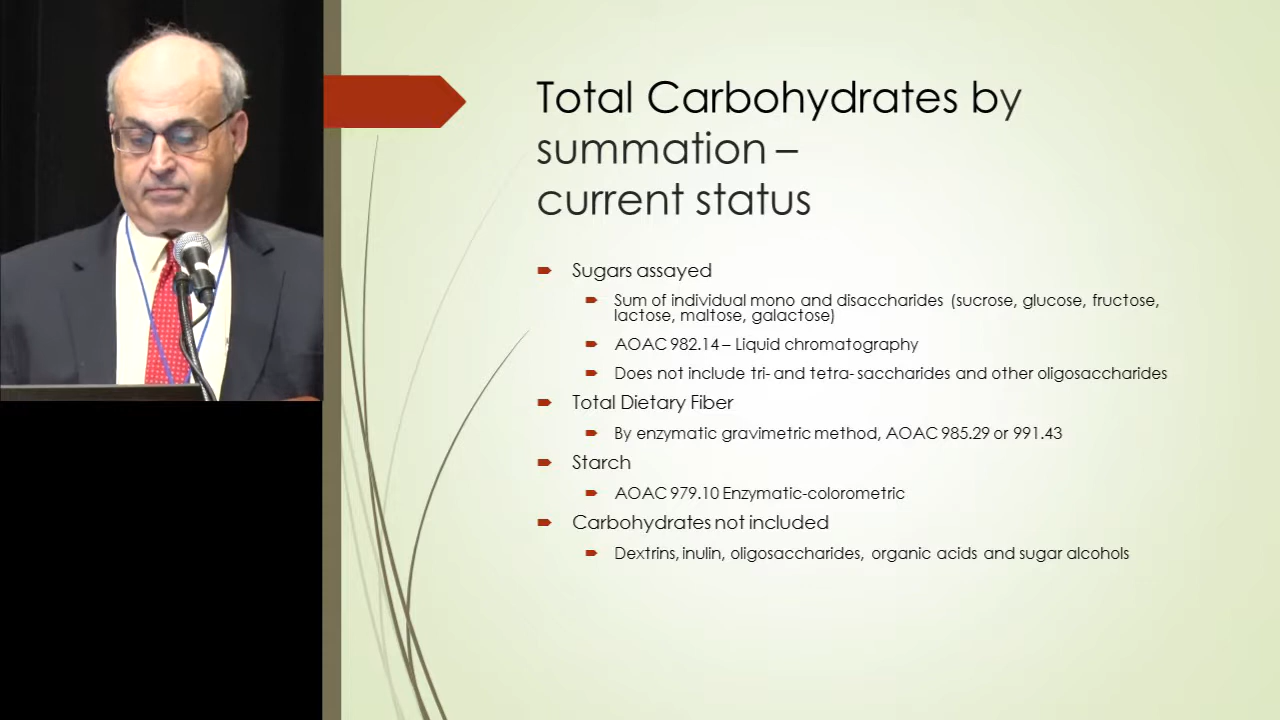 Total Carbohydrates by
summation –
current status
Sugars assayed
Sum of individual mono and disaccharides (sucrose, glucose, fructose,
lactose, maltose, galactose)
AOAC 982.14 – Liquid chromatography
Does not include tri- and tetra-saccharides and other oligosaccharides
Total Dietary Fiber
By enzymatic gravimetric method, AOAC 985.29 or 991.43
Starch
AOAC 979.10 Enzymatic-colorometric
Carbohydrates not included
Dextrins, inulin, oligosaccharides, organic acids and sugar alcohols